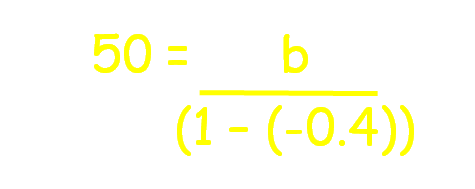 50 = b
(1 - (-0.4))